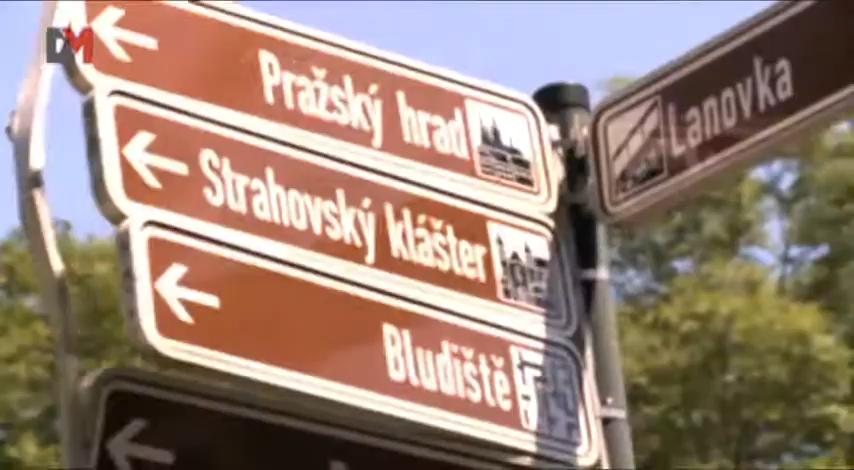 DM
Pražský hrad
Lanovka
Strahovský klášter
Bludiště